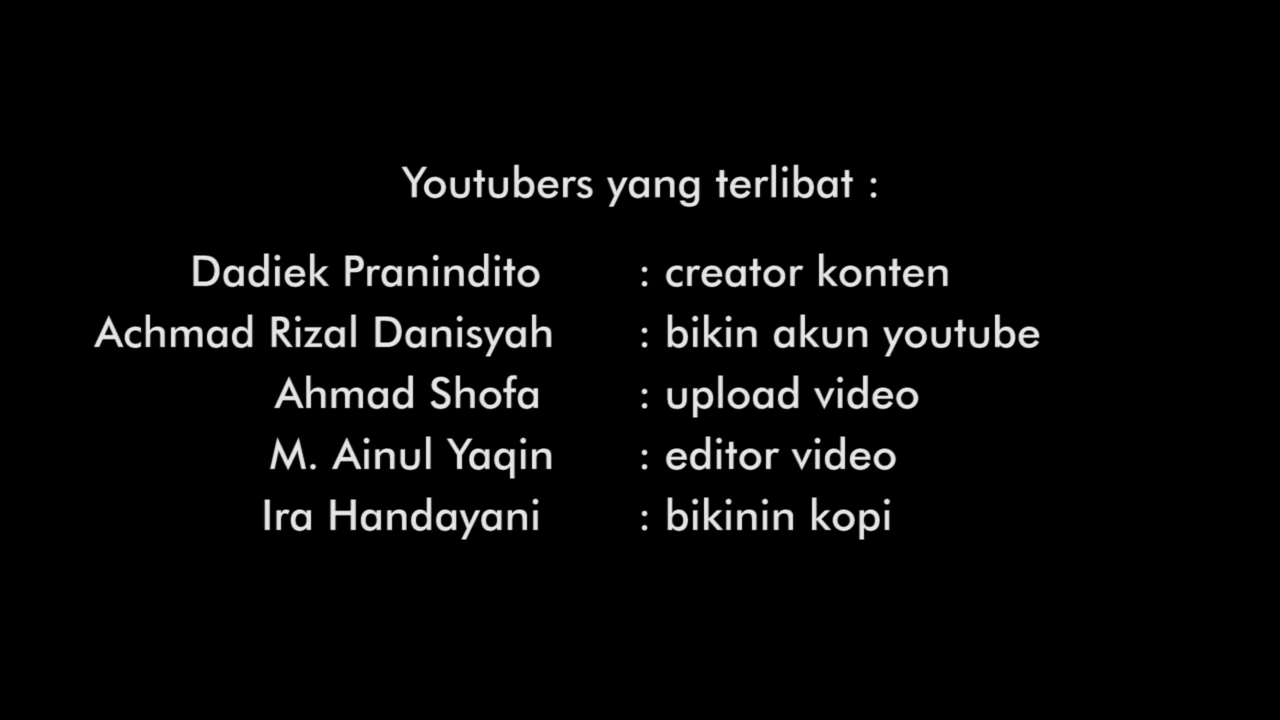 Youtubers yang terlibat :
Dadiek Pranindito : creator konten
Achmad Rizal Danisyah : bikin akun youtube
Ahmad Shofa : upload video
M. Ainul Yaqin : editor video
Ira Handayani : bikinin kopi